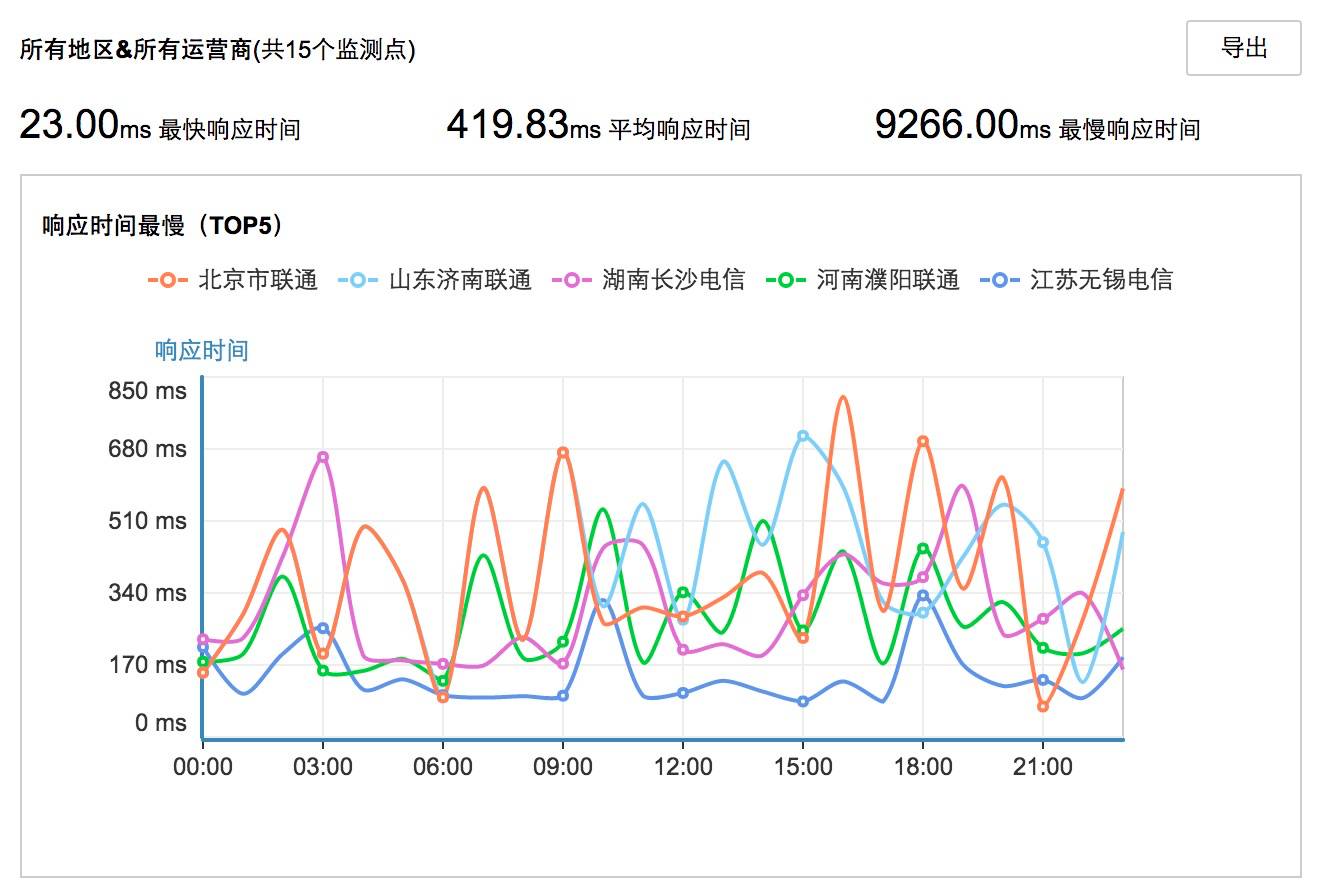 所有地区&所有运营商(共15个监测点)
导出
23.00ms 最快响应时间
419.83ms 平均响应时间
9266.00ms 最慢响应时间
响应时间最慢（TOP5）
北京市联通 山东济南联通 湖南长沙电信 河南濮阳联通 江苏无锡电信
响应时间
850 ms
680 ms
510 ms
340 ms
170 ms
0 ms
00:00 03:00 06:00 09:00 12:00 15:00 18:00 21:00